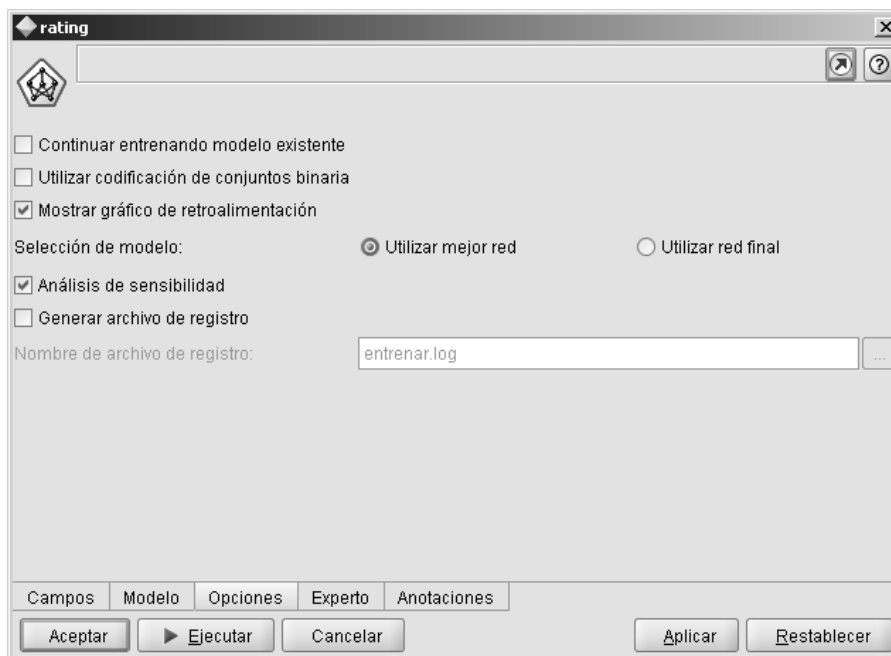 rating
Continuar entrenando modelo existente
Utilizar codificación de conjuntos binaria
Mostrar gráfico de retroalimentación
Selección de modelo: Utilizar mejor red Utilizar red final
Análisis de sensibilidad
Generar archivo de registro
Nombre de archivo de registro: entrenar.log ...
Campos Modelo Opciones Experto Anotaciones
Aceptar Ejecutar Cancelar Aplicar Restablecer